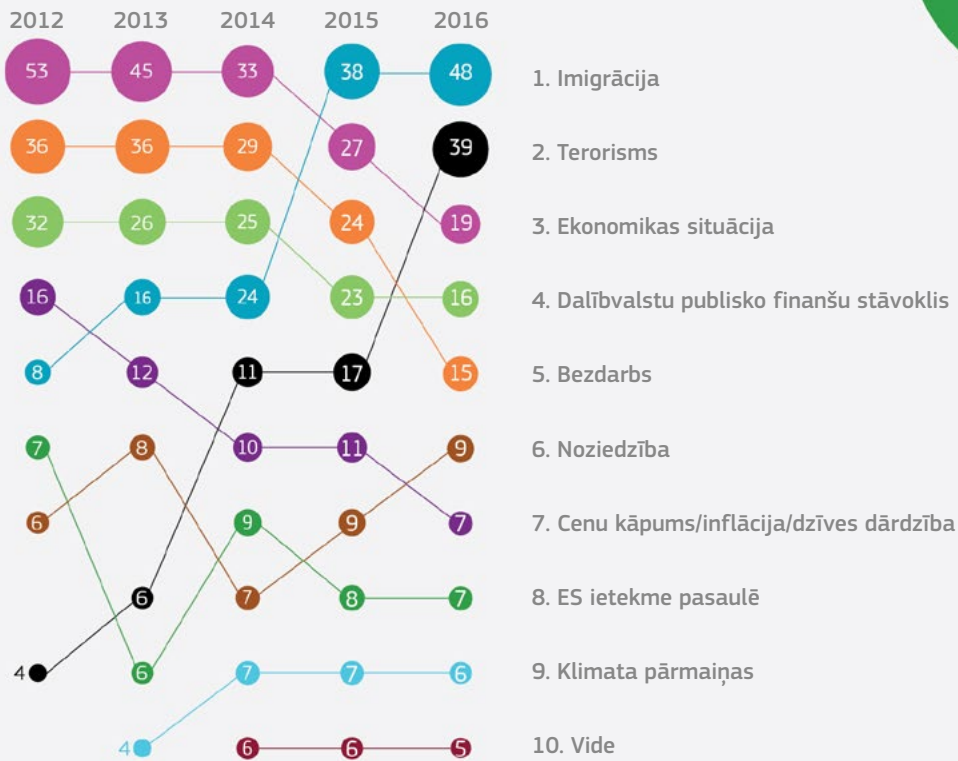 2012 2013 2014 2015 2016
53 45 33 38 48 1. Imigrācija
36 36 29 27 39 2. Terorisms
32 26 25 24 19 3. Ekonomikas situācija
16 16 24 23 16 4. Dalībvalstu publisko finanšu stāvoklis
8 12 11 17 15 5. Bezdarbs
7 8 10 11 9 6. Noziedzība
6 9 9 7 7. Cenu kāpums/inflācija/dzīves dārdzība
6 7 8 7 8. ES ietekme pasaulē
4 6 7 7 6 9. Klimata pārmaiņas
4 6 6 5 10. Vide